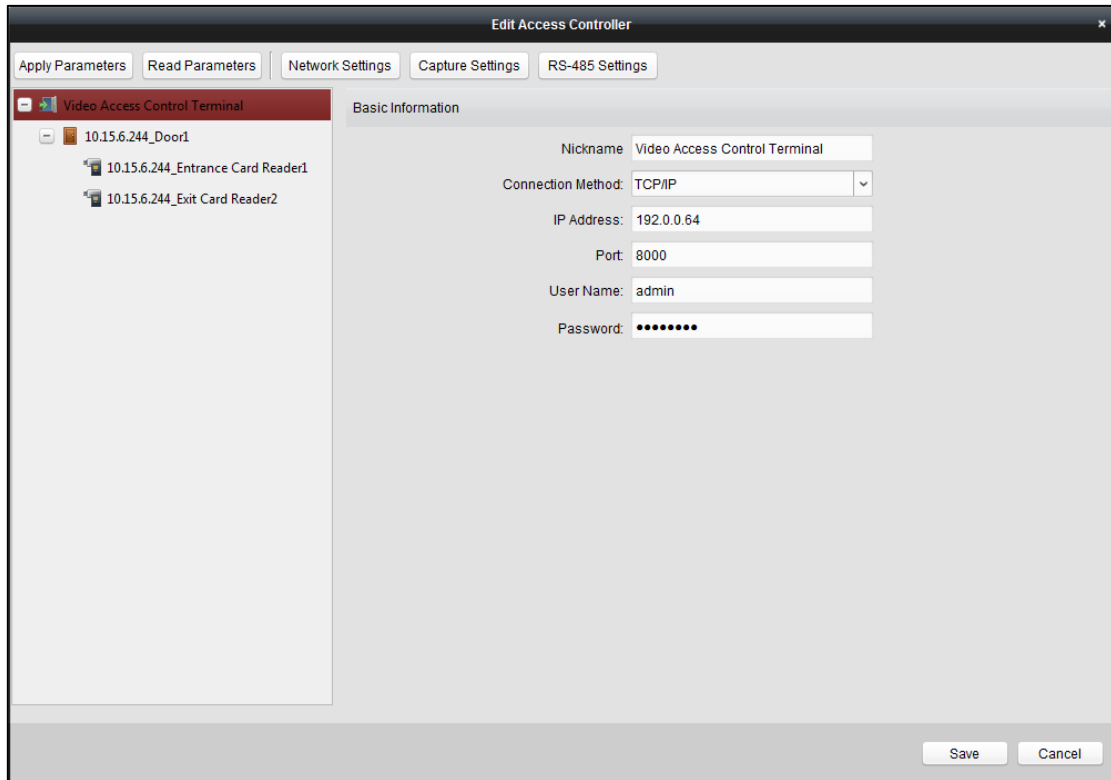 Edit Access Controller
Apply Parameters Read Parameters Network Settings Capture Settings RS-485 Settings
Video Access Control Terminal
10.15.6.244_Door1
10.15.6.244_Entrance Card Reader1
10.15.6.244_Exit Card Reader2
Basic Information
Nickname Video Access Control Terminal
Connection Method: TCP/IP
IP Address: 192.0.0.64
Port: 8000
User Name: admin
Password: ●●●●●●●●
Save Cancel